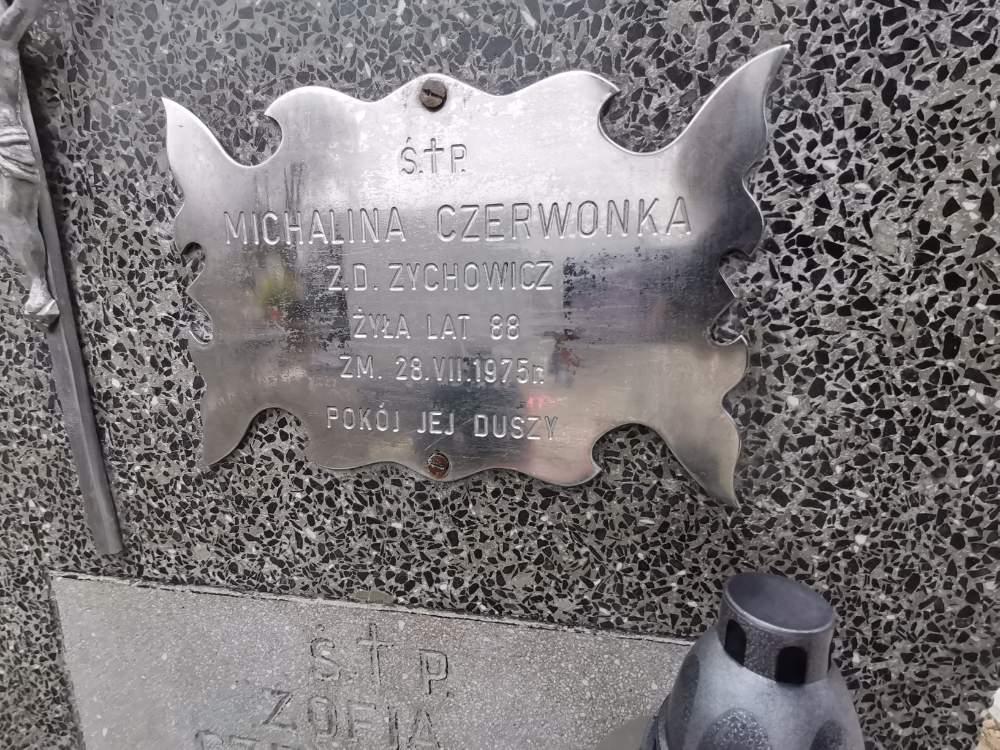 Ś.†P.
MICHALINA CZERWONKA
Z.D. ZYCHOWICZ
ŻYŁA LAT 88
ZM. 28.VII.1975r.
POKÓJ JEJ DUSZY
Ś.†P.
ZOFIA